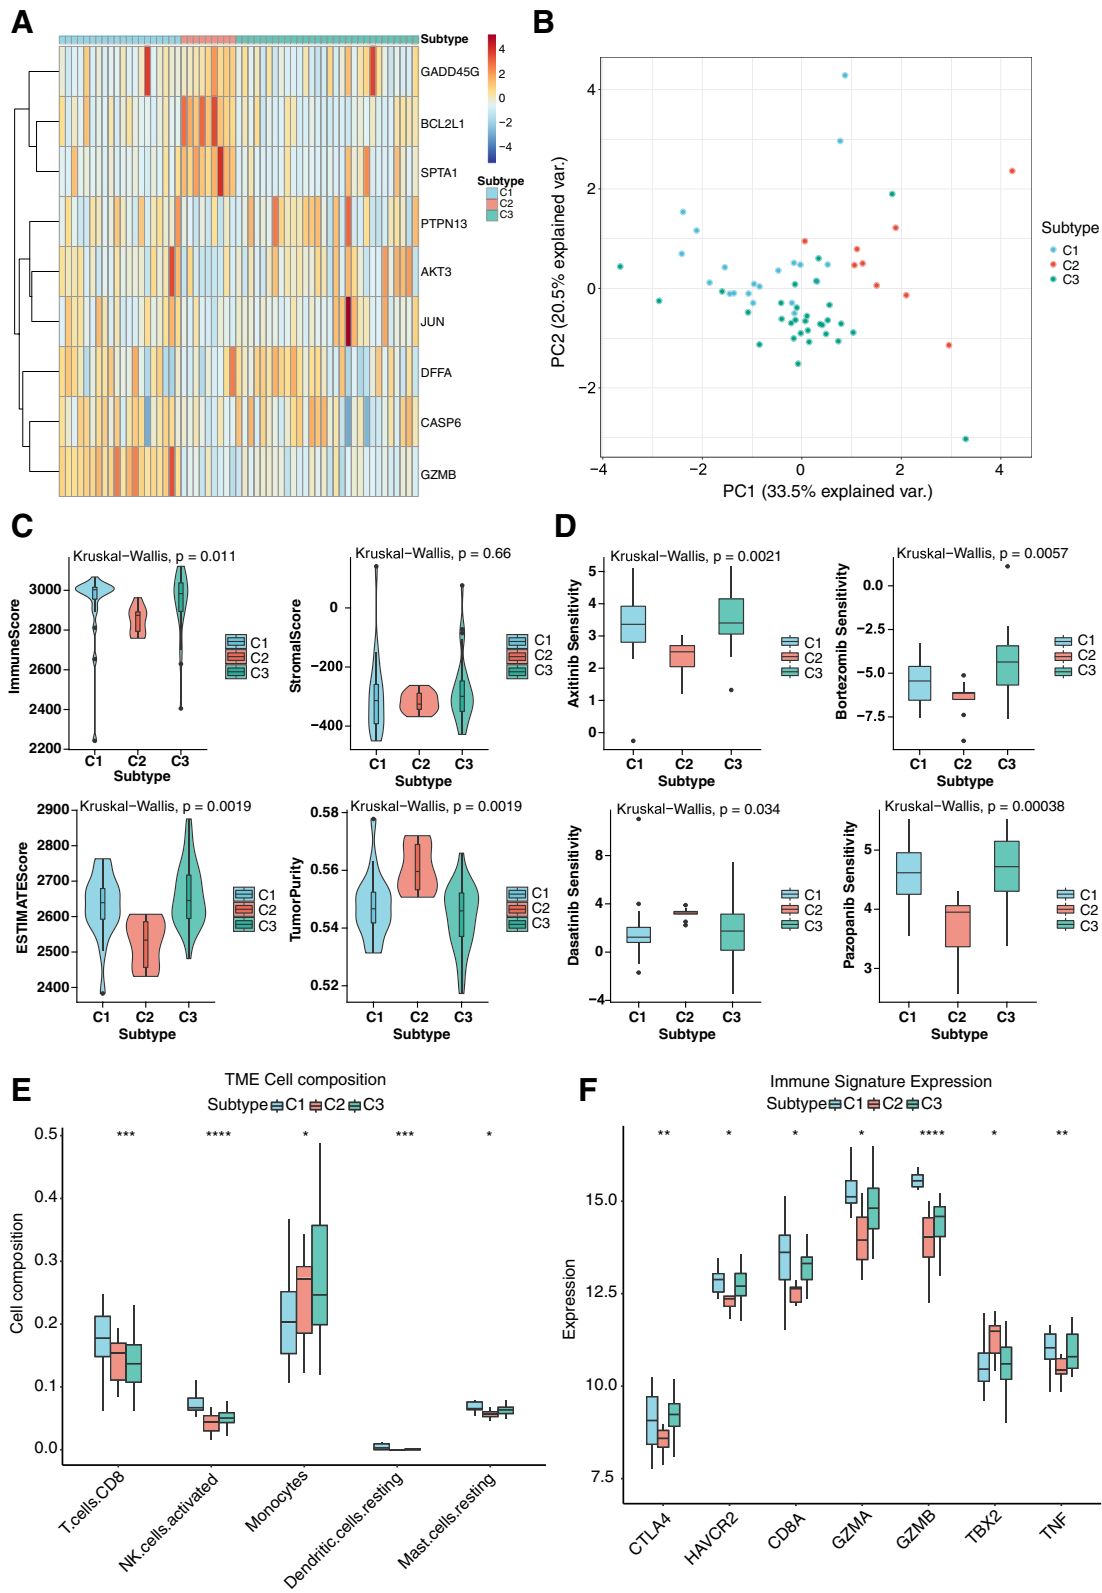 A
Subtype
GADD45G
BCL2L1
SPTA1
PTPN13
AKT3
JUN
DFFA
CASP6
GZMB
4
2
0
−2
−4
Subtype
C1
C2
C3
B
PC2 (20.5% explained var.)
4
2
0
−2
−4
−2
0
2
4
PC1 (33.5% explained var.)
Subtype
C1
C2
C3
C
Kruskal−Wallis, p = 0.011
ImmuneScore
3000
2800
2600
2400
2200
C1 C2 C3
Subtype
C1
C2
C3
Kruskal−Wallis, p = 0.66
StromalScore
0
−200
−400
C1 C2 C3
Subtype
C1
C2
C3
Kruskal−Wallis, p = 0.0019
ESTIMATEScore
2900
2800
2700
2600
2500
2400
C1 C2 C3
Subtype
C1
C2
C3
Kruskal−Wallis, p = 0.0019
TumorPurity
0.58
0.56
0.54
0.52
C1 C2 C3
Subtype
C1
C2
C3
D
Kruskal−Wallis, p = 0.0021
Axitinib Sensitivity
5
4
3
2
1
0
C1 C2 C3
Subtype
C1
C2
C3
Kruskal−Wallis, p = 0.0057
Bortezomib Sensitivity
0.0
−2.5
−5.0
−7.5
C1 C2 C3
Subtype
C1
C2
C3
Kruskal−Wallis, p = 0.034
Dasatinib Sensitivity
8
4
0
−4
C1 C2 C3
Subtype
C1
C2
C3
Kruskal−Wallis, p = 0.00038
Pazopanib Sensitivity
5
4
3
C1 C2 C3
Subtype
C1
C2
C3
E
TME Cell composition
Subtype C1 C2 C3
Cell composition
0.5
0.4
0.3
0.2
0.1
0.0
*** **** * *** *
T.cells.CD8
NK.cells.activated
Monocytes
Dendritic.cells.resting
Mast.cells.resting
F
Immune Signature Expression
Subtype C1 C2 C3
Expression
15.0
12.5
10.0
7.5
** * * * **** * **
CTLA4
HAVCR2
CD8A
GZMA
GZMB
TBX2
TNF